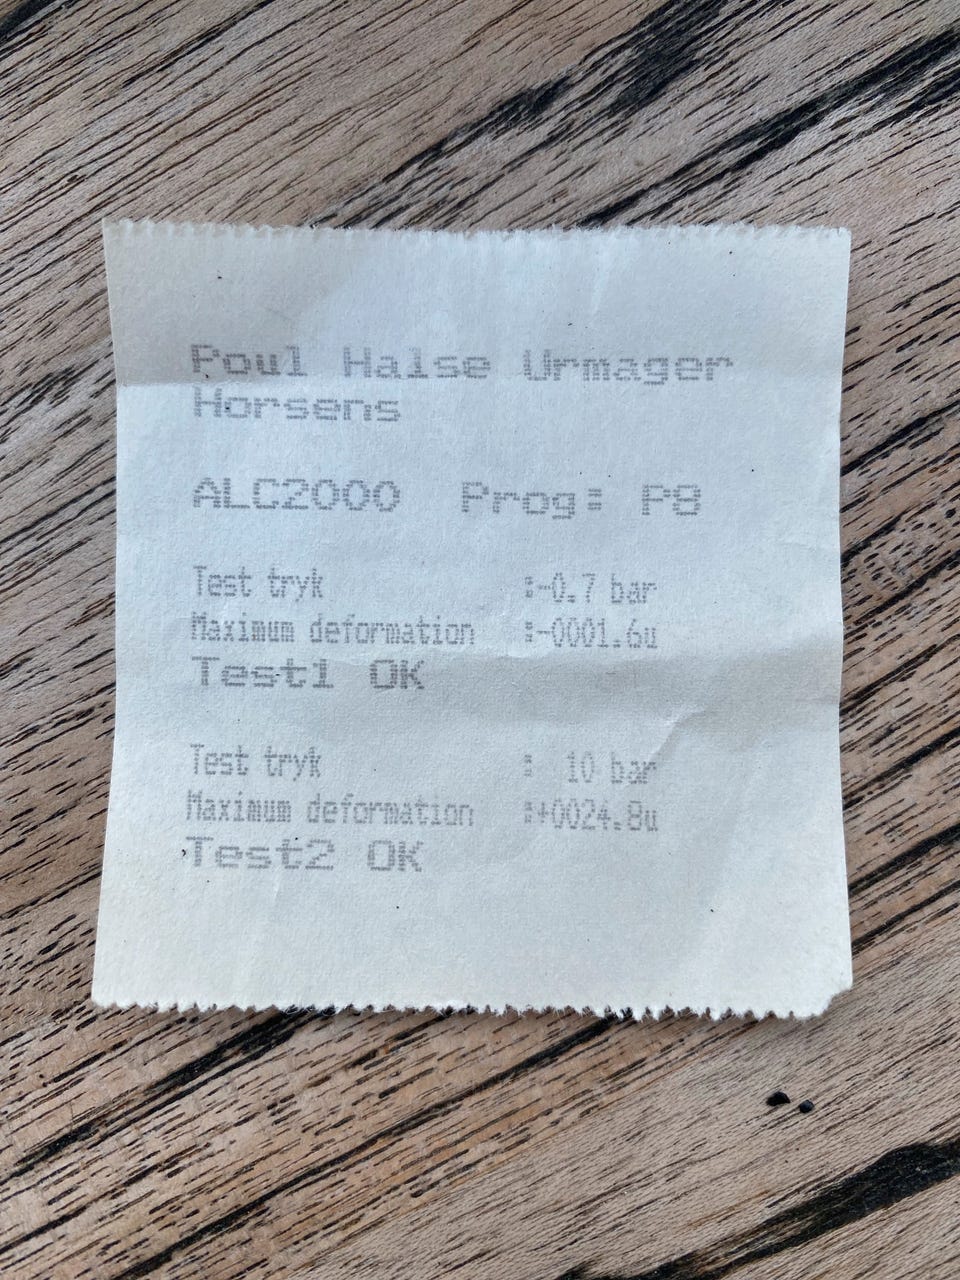 Poul Halse Urmager
Horsens
ALC2000 Prog: P8
Test tryk :-0.7 bar
Maximum deformation :-0001.6u
Test1 OK
Test tryk : 10 bar
Maximum deformation :+0024.8u
Test2 OK